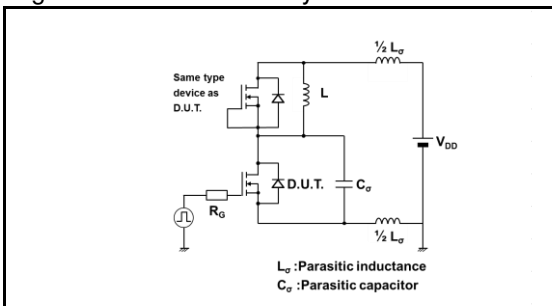 ½ Lσ
Same type
device as
D.U.T.
L
VDD
D.U.T.
Cσ
RG
½ Lσ
Lσ :Parasitic inductance
Cσ :Parasitic capacitor